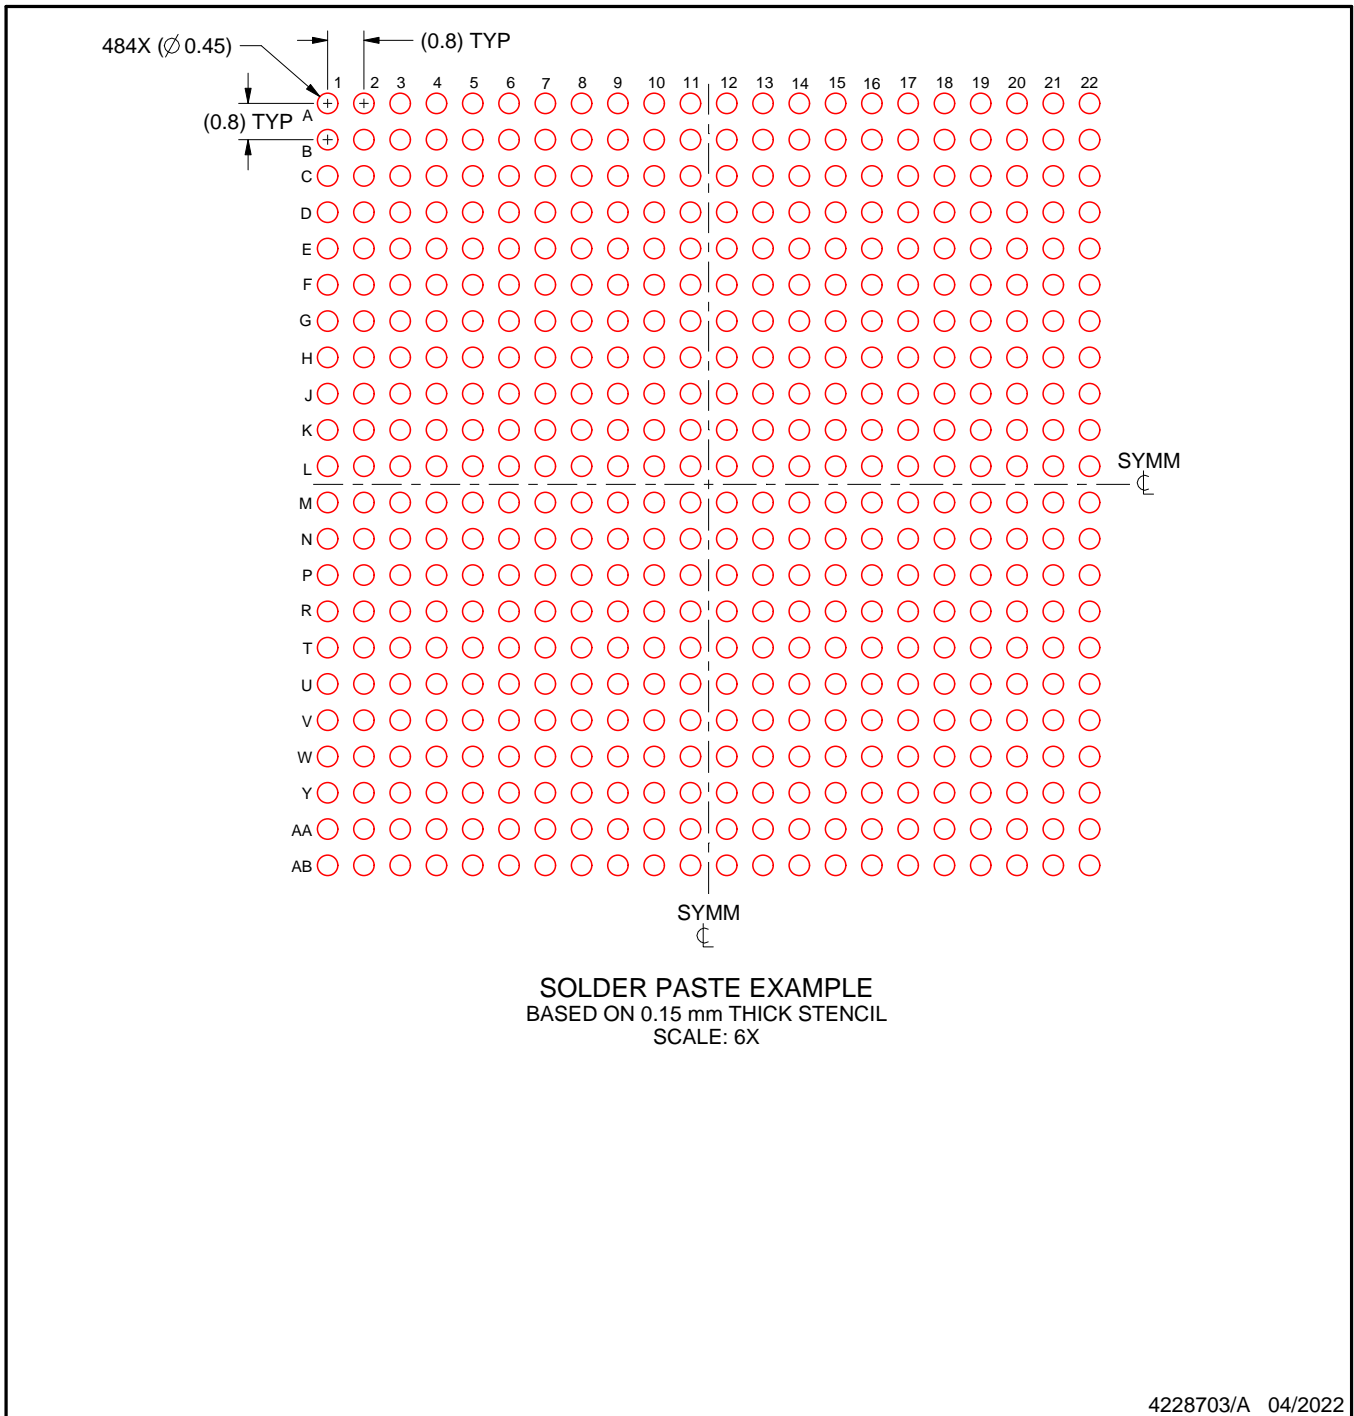 484X (∅ 0.45)
(0.8) TYP
1 2 3 4 5 6 7 8 9 10 11 12 13 14 15 16 17 18 19 20 21 22
A
(0.8) TYP
B
C
D
E
F
G
H
J
K
L
SYMM
℄
M
N
P
R
T
U
V
W
Y
AA
AB
SYMM
℄
SOLDER PASTE EXAMPLE
BASED ON 0.15 mm THICK STENCIL
SCALE: 6X
4228703/A 04/2022